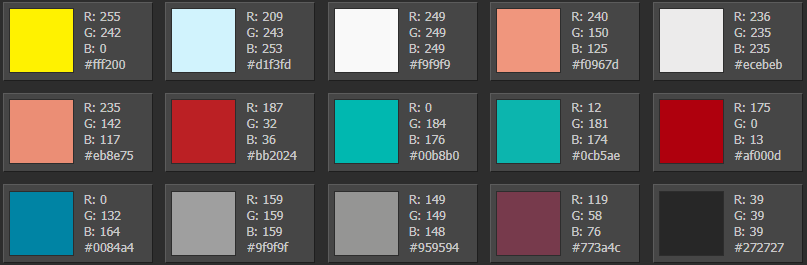 R: 255
G: 242
B: 0
#fff200
R: 209
G: 243
B: 253
#d1f3fd
R: 249
G: 249
B: 249
#f9f9f9
R: 240
G: 150
B: 125
#f0967d
R: 236
G: 235
B: 235
#ecebeb
R: 235
G: 142
B: 117
#eb8e75
R: 187
G: 32
B: 36
#bb2024
R: 0
G: 184
B: 176
#00b8b0
R: 12
G: 181
B: 174
#0cb5ae
R: 175
G: 0
B: 13
#af000d
R: 0
G: 132
B: 164
#0084a4
R: 159
G: 159
B: 159
#9f9f9f
R: 149
G: 149
B: 148
#959594
R: 119
G: 58
B: 76
#773a4c
R: 39
G: 39
B: 39
#272727